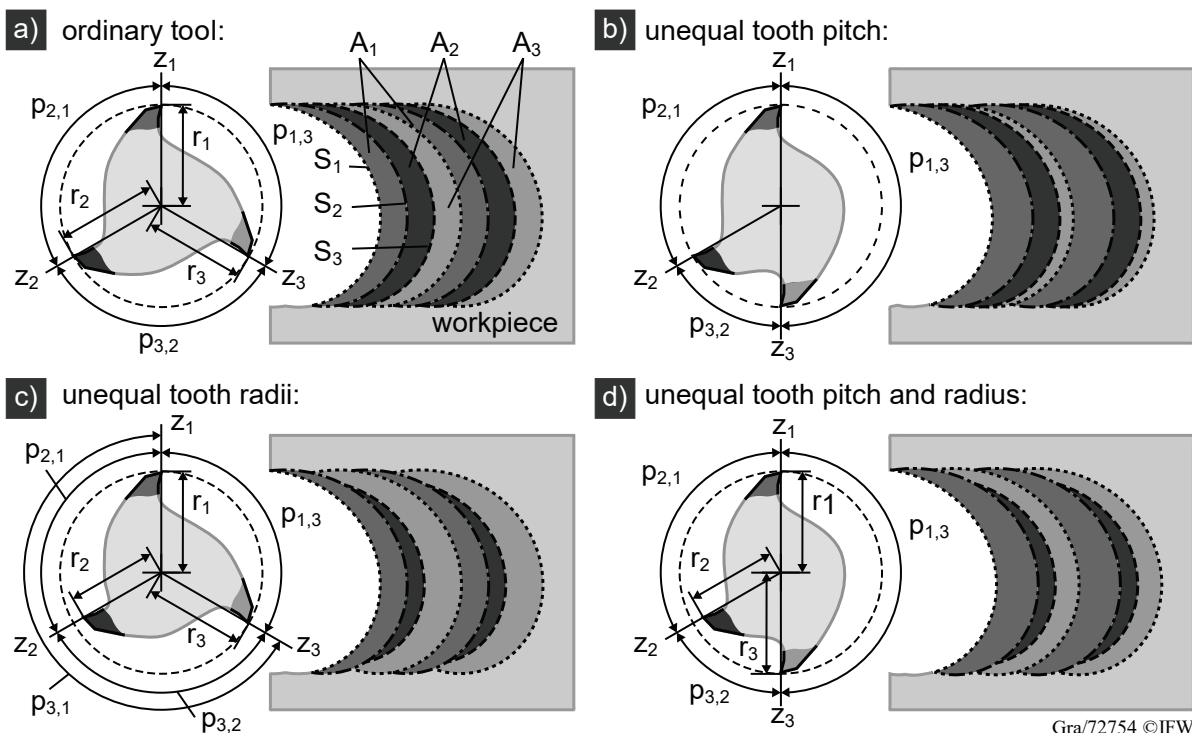 a) ordinary tool:
z1
A1 A2 A3
p2,1
r1
p1,3
S1
r2
S2
r3
S3
z2
z3
workpiece
p3,2
b) unequal tooth pitch:
z1
p2,1
p1,3
z2
p3,2
z3
c) unequal tooth radii:
z1
p2,1
r1
p1,3
r2
r3
z2
z3
p3,1
p3,2
d) unequal tooth pitch and radius:
z1
p2,1
r1
p1,3
r2
z2
r3
p3,2
z3
Gra/72754 ©IFW